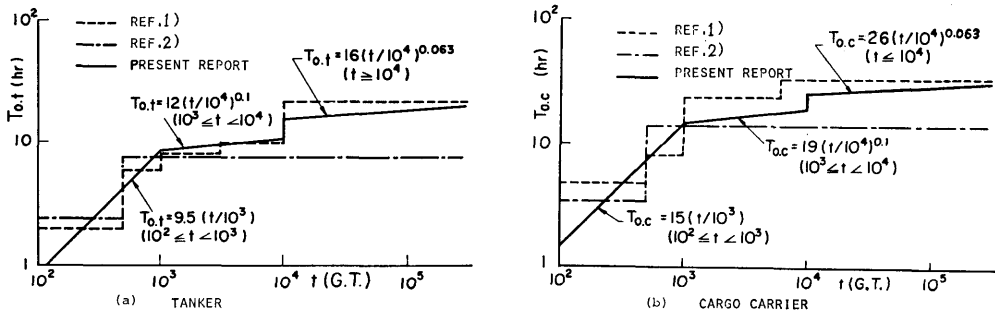 10²
REF.1)
REF.2)
PRESENT REPORT
T₀.t (hr)
T₀.t=16(t/10⁴)⁰·⁰⁶³
(t≧10⁴)
T₀.t=12(t/10⁴)⁰·¹
(10³≦t∠10⁴)
10
T₀.t=9.5(t/10³)
(10²≦t∠10³)
1
10² 10³ 10⁴ t(G.T.) 10⁵
(a) TANKER
10²
REF.1)
REF.2)
PRESENT REPORT
T₀.c (hr)
T₀.c=26(t/10⁴)⁰·⁰⁶³
(t≦10⁴)
10
T₀.c=19(t/10⁴)⁰·¹
(10³≦t∠10⁴)
T₀.c=15(t/10³)
(10²≦t∠10³)
1
10² 10³ 10⁴ t(G.T.) 10⁵
(b) CARGO CARRIER